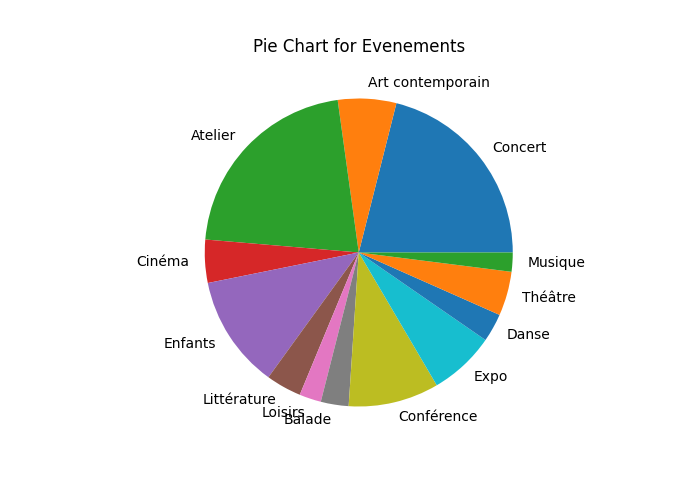 Pie Chart for Evenements
Art contemporain
Concert
Atelier
Cinéma
Musique
Théâtre
Danse
Enfants
Expo
Littérature
Loisirs
Balade
Conférence